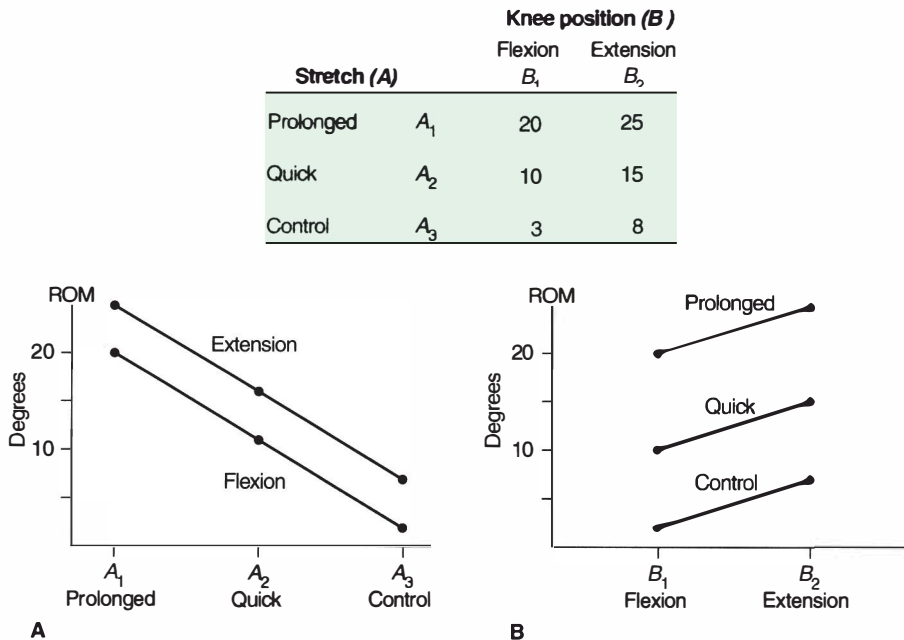 Knee position (B)
Flexion Extension
Stretch (A) B₁ B₂
Prolonged A₁ 20 25
Quick A₂ 10 15
Control A₃ 3 8
ROM
20
10
Degrees
Extension
Flexion
A₁ A₂ A₃
Prolonged Quick Control
A
ROM
20
10
Degrees
Prolonged
Quick
Control
B₁ B₂
Flexion Extension
B